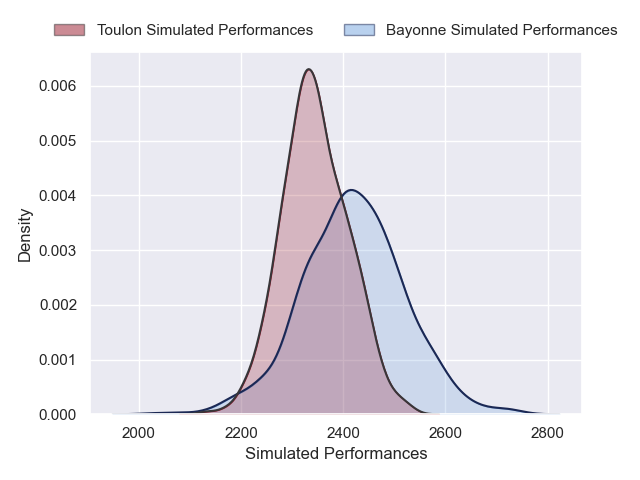 Toulon Simulated Performances
Bayonne Simulated Performances
0.006
0.005
0.004
0.003
0.002
0.001
0.000
Density
2000 2200 2400 2600 2800
Simulated Performances